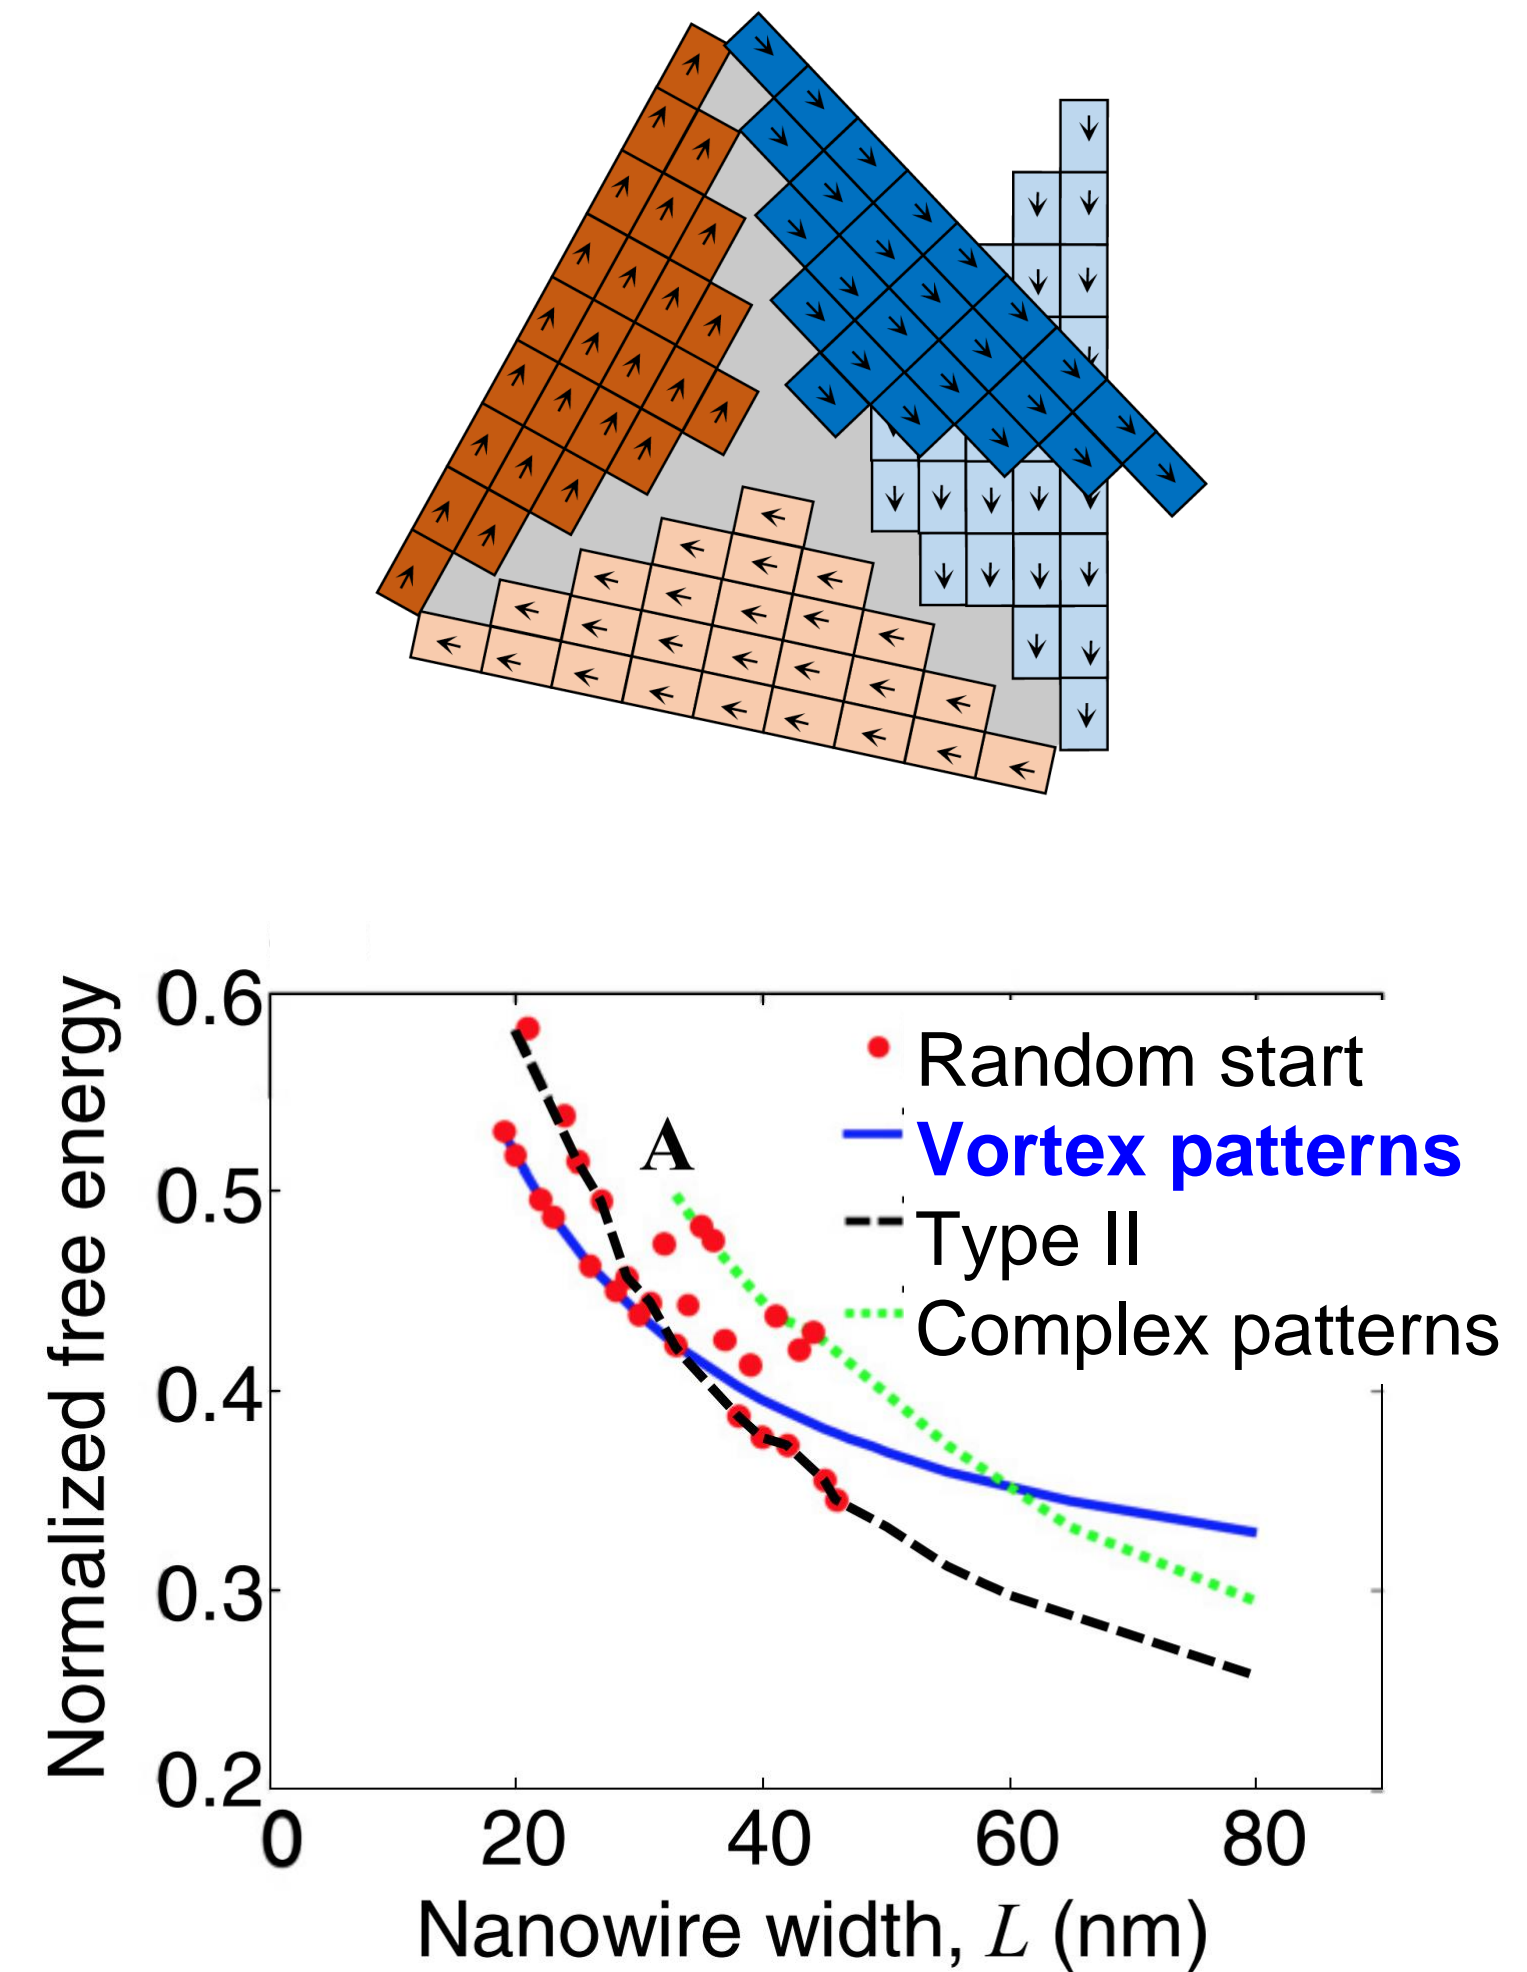 0.6
0.5
0.4
0.3
0.2
0
20
40
60
80
Normalized free energy
Nanowire width, L (nm)
A
Random start
Vortex patterns
Type II
Complex patterns